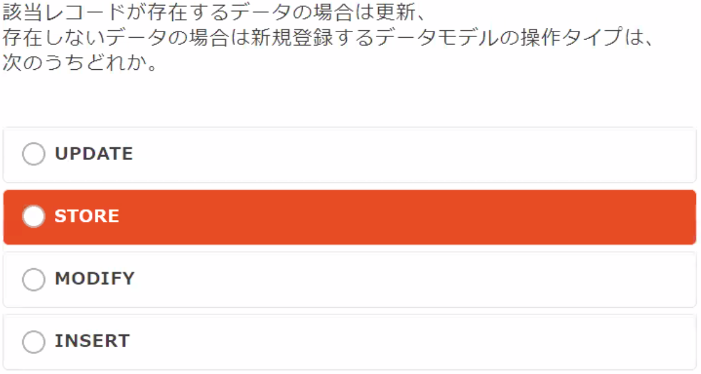 該当レコードが存在するデータの場合は更新、
存在しないデータの場合は新規登録するデータモデルの操作タイプは、
次のうちどれか。
UPDATE
STORE
MODIFY
INSERT